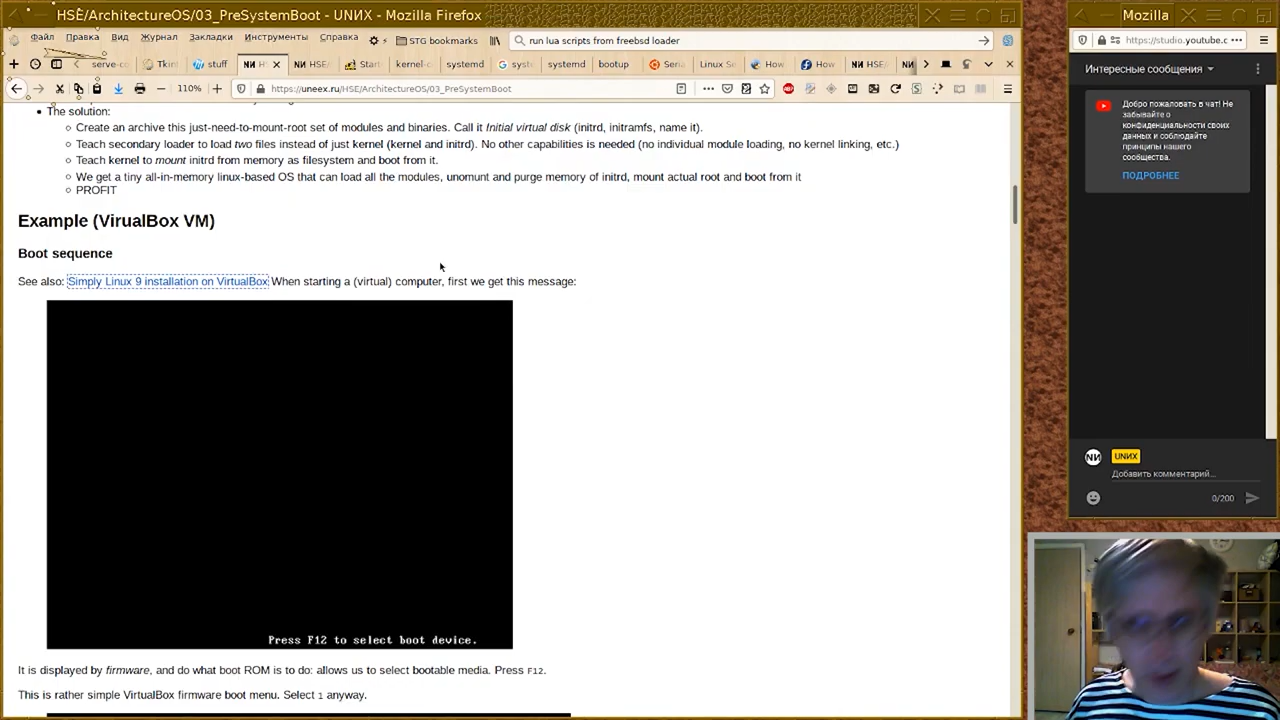 HSE/ArchitectureOS/03_PreSystemBoot - UNИX - Mozilla Firefox
Файл Правка Вид Журнал Закладки Инструменты Справка
STG bookmarks
run lua scripts from freebsd loader
serve-co
Tkin
stuff
Start
kernel-
systemd
syste
systemd
bootup
Seria
Linux Se
How
How
HSE/
110%
https://uneex.ru/HSE/ArchitectureOS/03_PreSystemBoot
The solution:
Create an archive this just-need-to-mount-root set of modules and binaries. Call it Initial virtual disk (initrd, initramfs, name it).
Teach secondary loader to load two files instead of just kernel (kernel and initrd). No other capabilities is needed (no individual module loading, no kernel linking, etc.)
Teach kernel to mount initrd from memory as filesystem and boot from it.
We get a tiny all-in-memory linux-based OS that can load all the modules, unomunt and purge memory of initrd, mount actual root and boot from it
PROFIT
Example (VirualBox VM)
Boot sequence
See also: Simply Linux 9 installation on VirtualBox When starting a (virtual) computer, first we get this message:
Press F12 to select boot device.
It is displayed by firmware, and do what boot ROM is to do: allows us to select bootable media. Press F12.
This is rather simple VirtualBox firmware boot menu. Select 1 anyway.
Mozilla
https://studio.youtube.c
Интересные сообщения
Добро пожаловать в чат! Не
забывайте о
конфиденциальности своих
данных и соблюдайте
принципы нашего
сообщества.
ПОДРОБНЕЕ
NИ UNИX
Добавить комментарий...
0/200